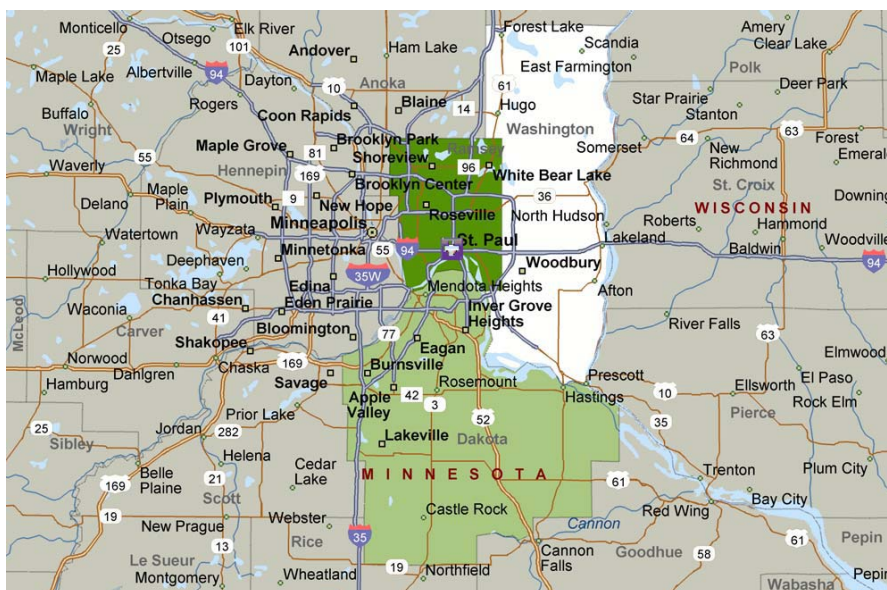 Monticello
Elk River
Forest Lake
Amery
Otsego
25
101
Andover
Ham Lake
Scandia
Clear Lake
Albertville
94
East Farmington
Polk
Maple Lake
Dayton
10
Anoka
61
Deer Park
Rogers
Blaine
14
Star Prairie
Buffalo
Coon Rapids
Hugo
Stanton
Wright
Washington
63
Forest
55
Maple Grove
81
Brooklyn Park
Ramsey
Somerset
64
New
Richmond
Emeral
Shoreview
96
Waverly
Hennepin
169
White Bear Lake
Brooklyn Center
St. Croix
Delano
Maple
Plain
Plymouth
9
New Hope
36
Downing
Roseville
North Hudson
WISCONSIN
Minneapolis
Roberts
Hammond
Watertown
Wayzata
St. Paul
Lakeland
Minnetonka
55
94
Baldwin
Woodville
Deephaven
Woodbury
94
Hollywood
35W
Tonka Bay
Edina
Mendota Heights
Afton
Chanhassen
Eden Prairie
Inver Grove
Heights
Waconia
41
McLeod
Carver
Bloomington
77
River Falls
Shakopee
Eagan
63
Norwood
Chaska
169
Burnsville
Elmwood
Dahlgren
Savage
Rosemount
Prescott
El Paso
Hamburg
Apple
Valley
42
3
Hastings
10
Ellsworth
Rock Elm
Prior Lake
52
35
Pierce
25
Jordan
282
Lakeville
Dakota
Sibley
Helena
Cedar
Lake
MINNESOTA
Plum City
Belle
Plaine
169
21
61
Trenton
Scott
Bay City
19
New Prague
Webster
Castle Rock
Red Wing
35
Cannon
Rice
61
Pepin
13
Le Sueur
Cannon
Falls
Goodhue
58
Montgomery
Wheatland
19
Northfield
Wabasha
Pepin